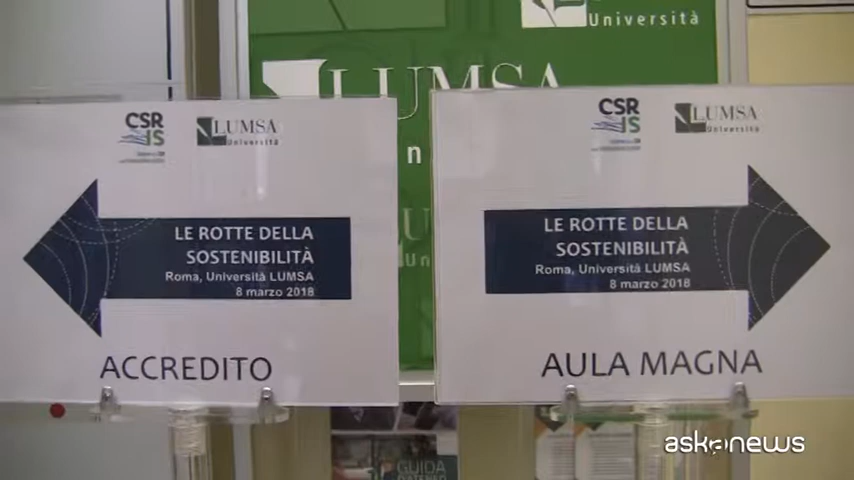 Università
LUMSA
CSR
IS
LUMSA
Università
LE ROTTE DELLA
SOSTENIBILITÀ
Roma, Università LUMSA
8 marzo 2018
ACCREDITO
CSR
IS
LUMSA
Università
LE ROTTE DELLA
SOSTENIBILITÀ
Roma, Università LUMSA
8 marzo 2018
AULA MAGNA
GUIDA
askanews